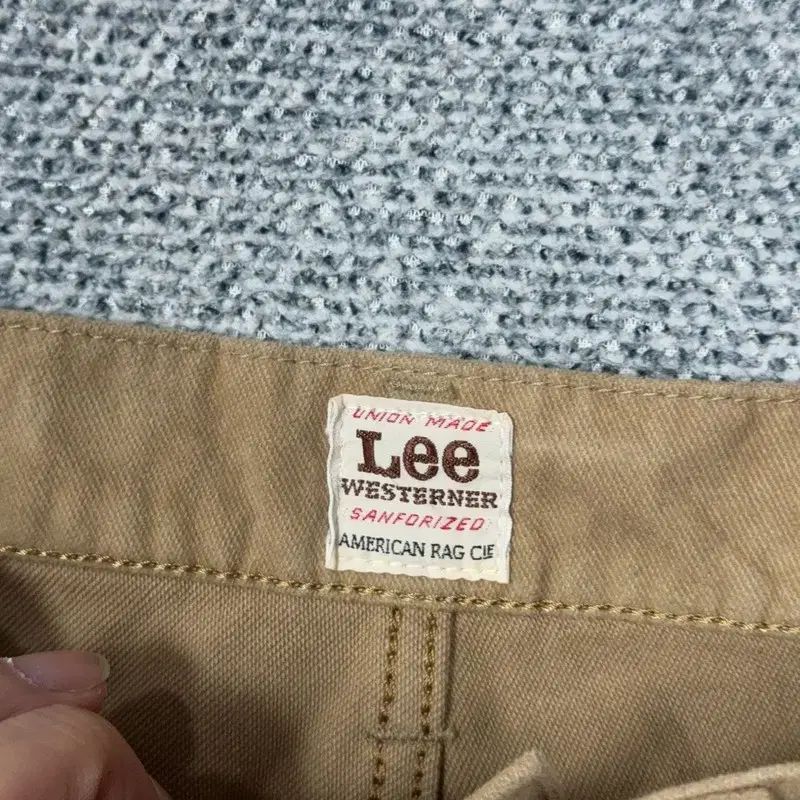 UNION MADE
Lee
WESTERNER
SANFORIZED
AMERICAN RAG CIE